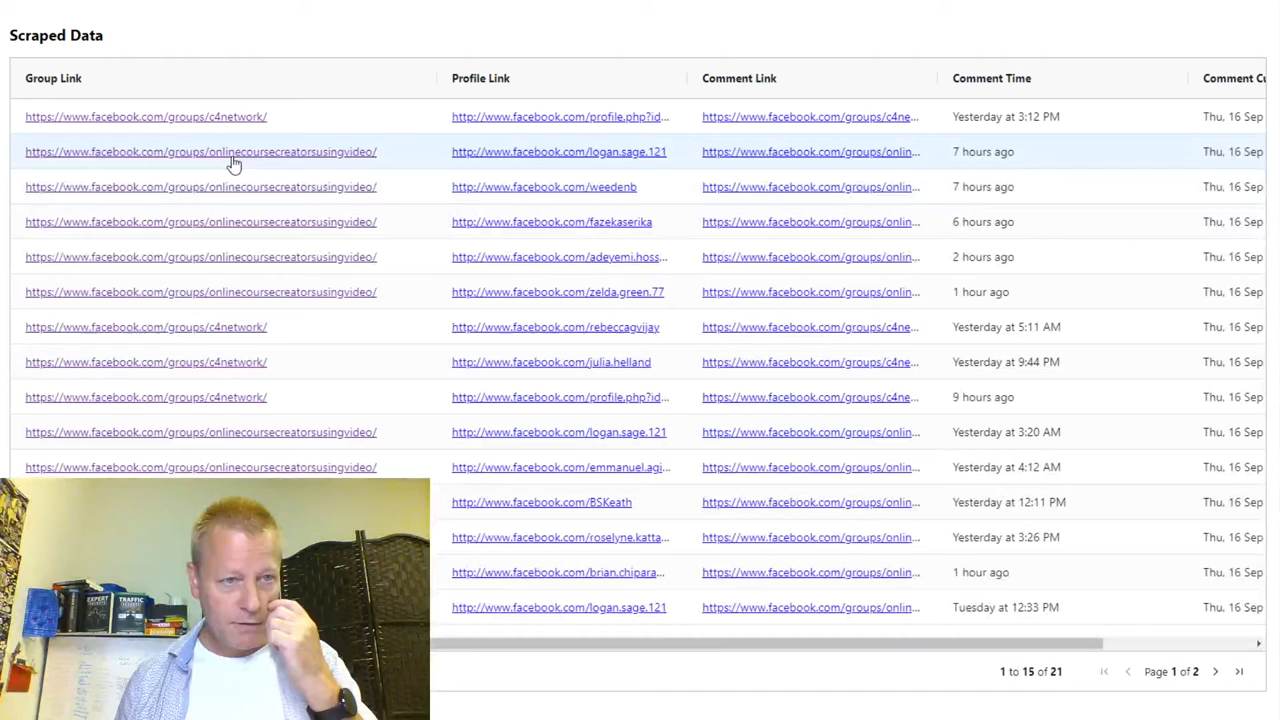 Scraped Data
Group Link Profile Link Comment Link Comment Time Comment Cu
https://www.facebook.com/groups/c4network/ http://www.facebook.com/profile.php?id... https://www.facebook.com/groups/c4ne... Yesterday at 3:12 PM Thu, 16 Sep
https://www.facebook.com/groups/onlinecoursecreatorsusingvideo/ http://www.facebook.com/logan.sage.121 https://www.facebook.com/groups/onlin... 7 hours ago Thu, 16 Sep
https://www.facebook.com/groups/onlinecoursecreatorsusingvideo/ http://www.facebook.com/weedenb https://www.facebook.com/groups/onlin... 7 hours ago Thu, 16 Sep
https://www.facebook.com/groups/onlinecoursecreatorsusingvideo/ http://www.facebook.com/fazekaserika https://www.facebook.com/groups/onlin... 6 hours ago Thu, 16 Sep
https://www.facebook.com/groups/onlinecoursecreatorsusingvideo/ http://www.facebook.com/adeyemi.hoss... https://www.facebook.com/groups/onlin... 2 hours ago Thu, 16 Sep
https://www.facebook.com/groups/onlinecoursecreatorsusingvideo/ http://www.facebook.com/zelda.green.77 https://www.facebook.com/groups/onlin... 1 hour ago Thu, 16 Sep
https://www.facebook.com/groups/c4network/ http://www.facebook.com/rebeccagvijay https://www.facebook.com/groups/c4ne... Yesterday at 5:11 AM Thu, 16 Sep
https://www.facebook.com/groups/c4network/ http://www.facebook.com/julia.helland https://www.facebook.com/groups/c4ne... Yesterday at 9:44 PM Thu, 16 Sep
https://www.facebook.com/groups/c4network/ http://www.facebook.com/profile.php?id... https://www.facebook.com/groups/c4ne... 9 hours ago Thu, 16 Sep
https://www.facebook.com/groups/onlinecoursecreatorsusingvideo/ http://www.facebook.com/logan.sage.121 https://www.facebook.com/groups/onlin... Yesterday at 3:20 AM Thu, 16 Sep
https://www.facebook.com/groups/onlinecoursecreatorsusingvideo/ http://www.facebook.com/emmanuel.agi... https://www.facebook.com/groups/onlin... Yesterday at 4:12 AM Thu, 16 Sep
http://www.facebook.com/BSKeath https://www.facebook.com/groups/onlin... Yesterday at 12:11 PM Thu, 16 Sep
http://www.facebook.com/roselyne.katta... https://www.facebook.com/groups/onlin... Yesterday at 3:26 PM Thu, 16 Sep
http://www.facebook.com/brian.chipara... https://www.facebook.com/groups/onlin... 1 hour ago Thu, 16 Sep
http://www.facebook.com/logan.sage.121 https://www.facebook.com/groups/onlin... Tuesday at 12:33 PM Thu, 16 Sep
EXPERT TRAFFIC
SECRETS SECRETS
1 to 15 of 21 Page 1 of 2